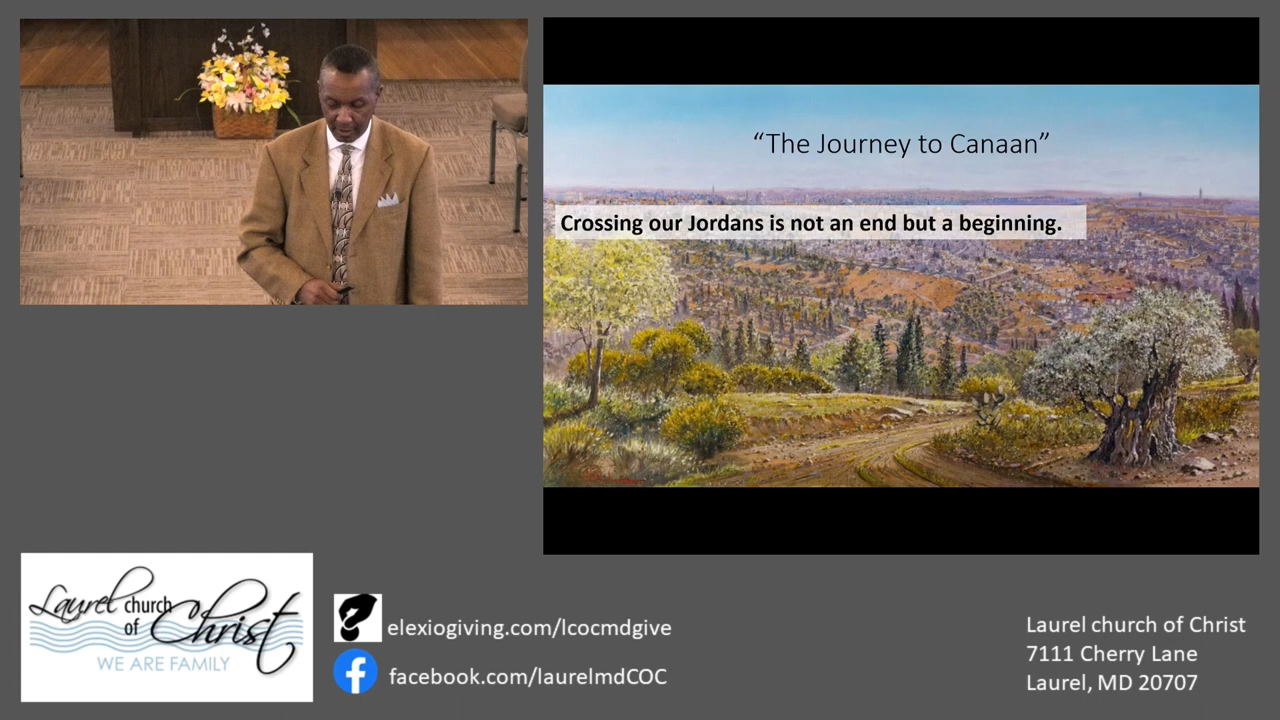 “The Journey to Canaan”
Crossing our Jordans is not an end but a beginning.
Laurel church of Christ
WE ARE FAMILY
elexiogiving.com/lcocmdgive
facebook.com/laurelmdCOC
Laurel church of Christ
7111 Cherry Lane
Laurel, MD 20707